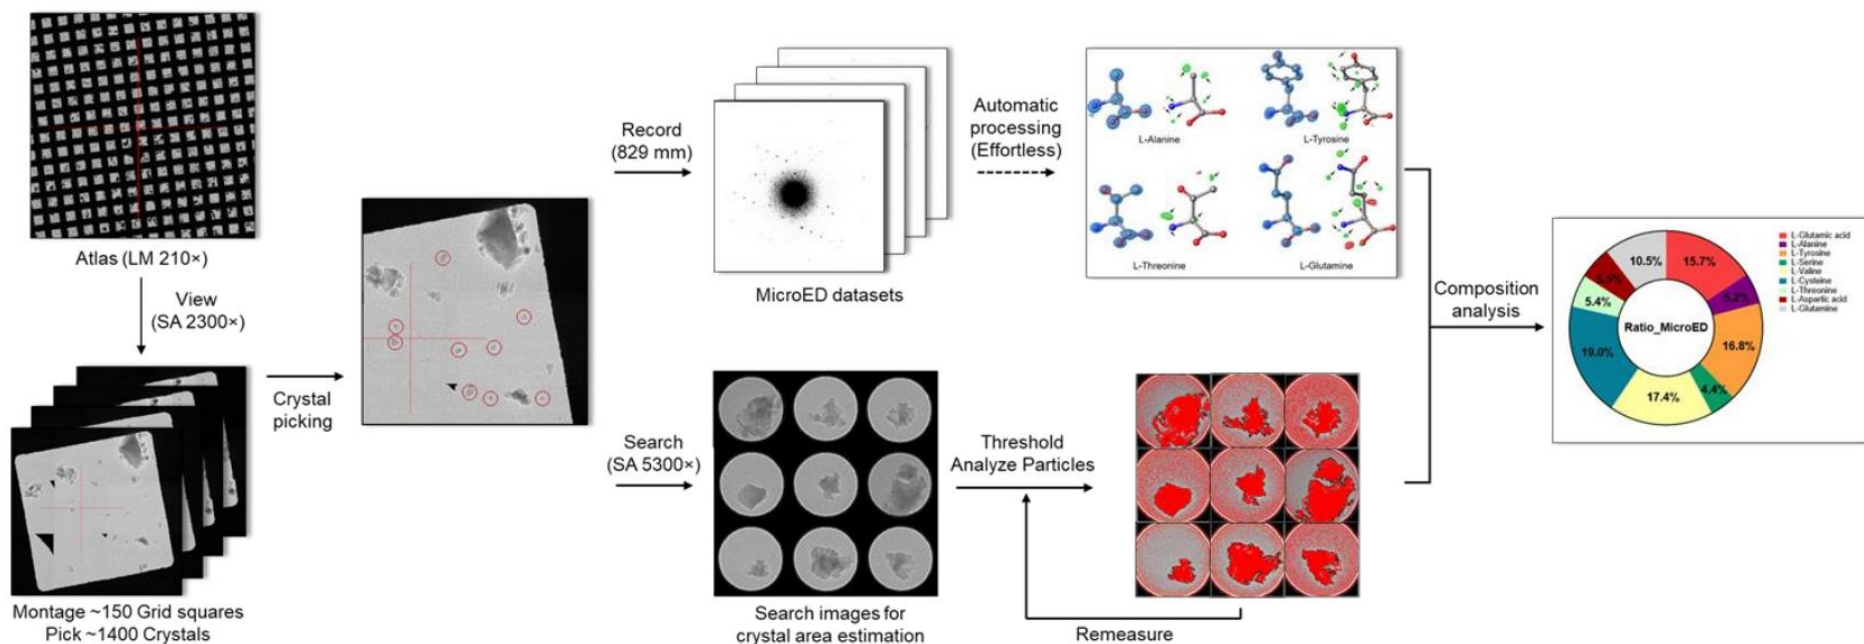 Atlas (LM 210×)
View
(SA 2300×)
Montage ~150 Grid squares
Pick ~1400 Crystals
Crystal
picking
Record
(829 mm)
MicroED datasets
Automatic
processing
(Effortless)
L-Alanine
L-Tyrosine
L-Threonine
L-Glutamine
Search
(SA 5300×)
Search images for
crystal area estimation
Threshold
Analyze Particles
Remeasure
Composition
analysis
Ratio_MicroED
15.7%
5.2%
16.8%
4.4%
17.4%
19.0%
5.4%
10.5%
L-Glutamic acid
L-Alanine
L-Tyrosine
L-Serine
L-Valine
L-Cysteine
L-Threonine
L-Aspartic acid
L-Glutamine